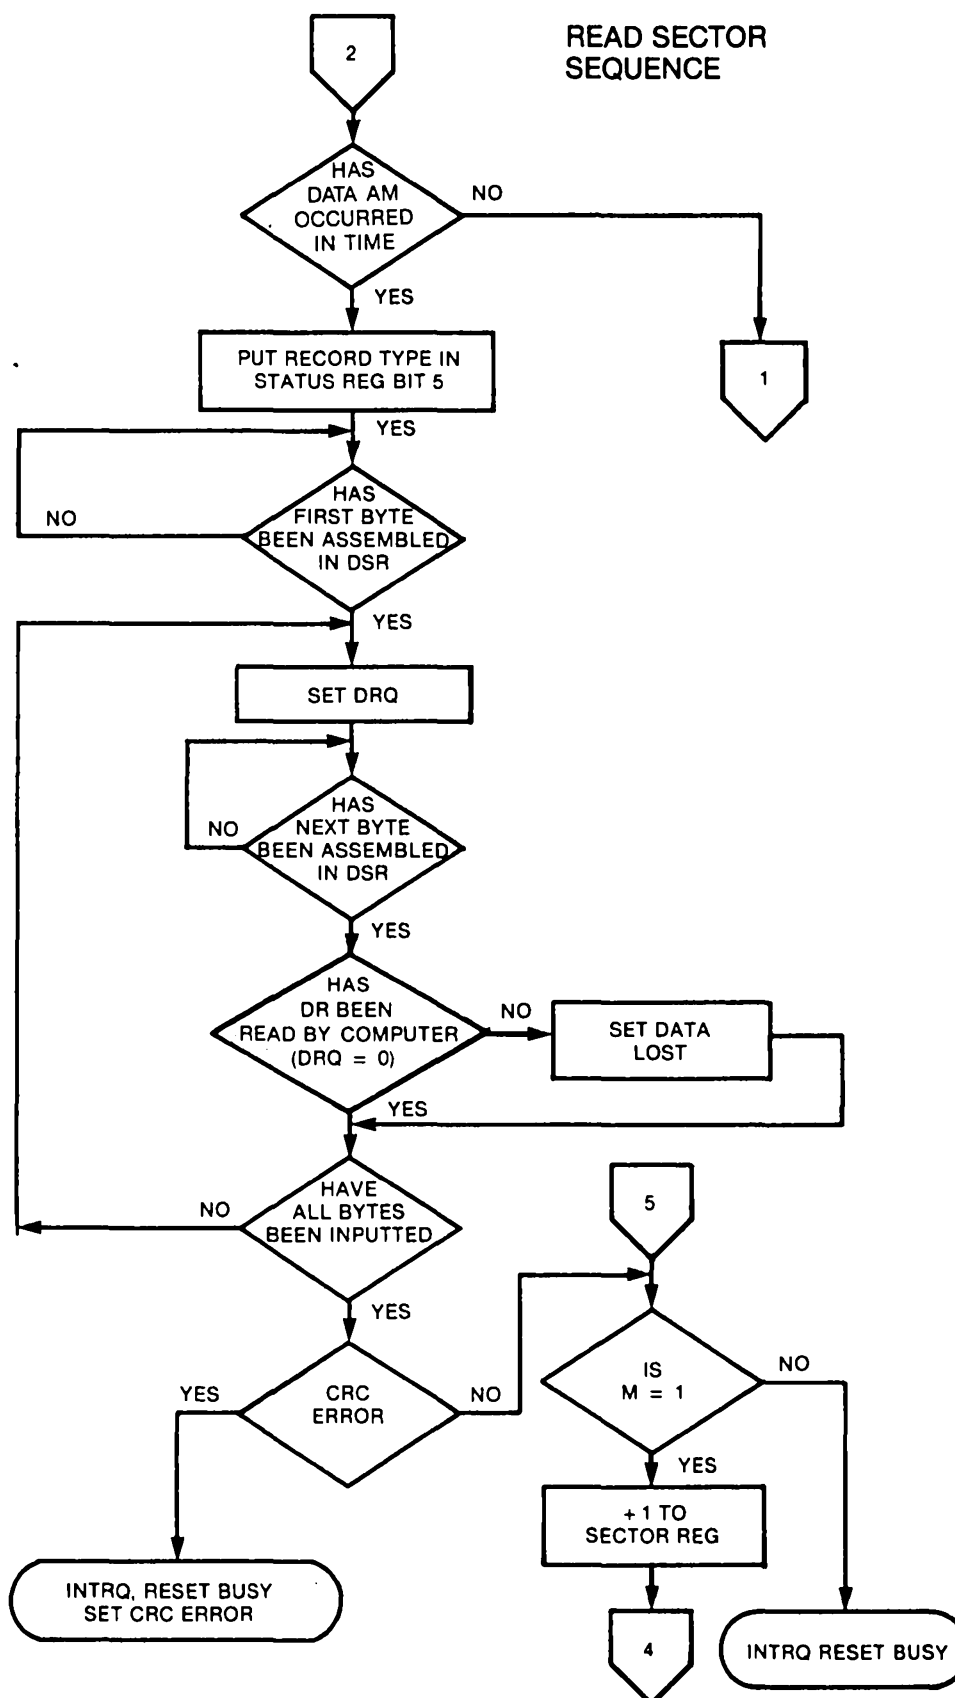 READ SECTOR
SEQUENCE
2
HAS
DATA AM
OCCURRED
IN TIME
NO
YES
PUT RECORD TYPE IN
STATUS REG BIT 5
1
YES
HAS
FIRST BYTE
BEEN ASSEMBLED
IN DSR
NO
YES
SET DRQ
HAS
NEXT BYTE
BEEN ASSEMBLED
IN DSR
NO
YES
HAS
DR BEEN
READ BY COMPUTER
(DRQ = 0)
NO
SET DATA
LOST
YES
HAVE
ALL BYTES
BEEN INPUTTED
NO
5
YES
CRC
ERROR
YES
NO
IS
M = 1
NO
YES
+ 1 TO
SECTOR REG
INTRQ, RESET BUSY
SET CRC ERROR
4
INTRQ RESET BUSY